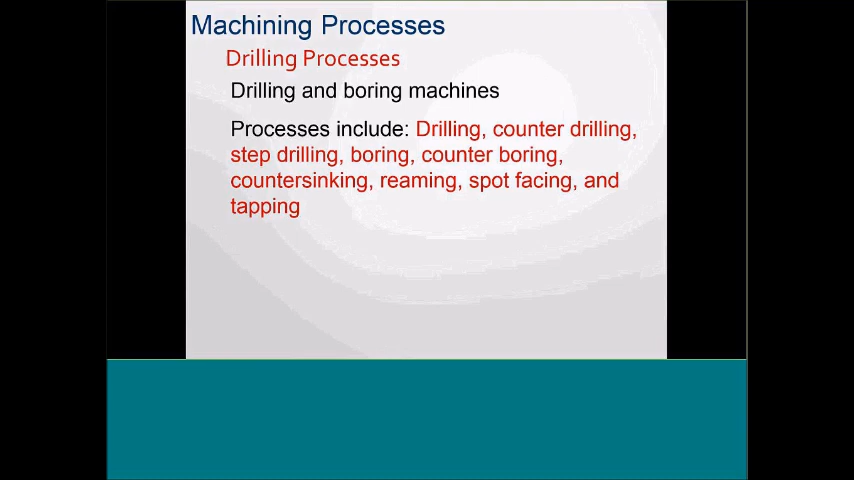 Machining Processes
Drilling Processes
Drilling and boring machines
Processes include: Drilling, counter drilling,
step drilling, boring, counter boring,
countersinking, reaming, spot facing, and
tapping